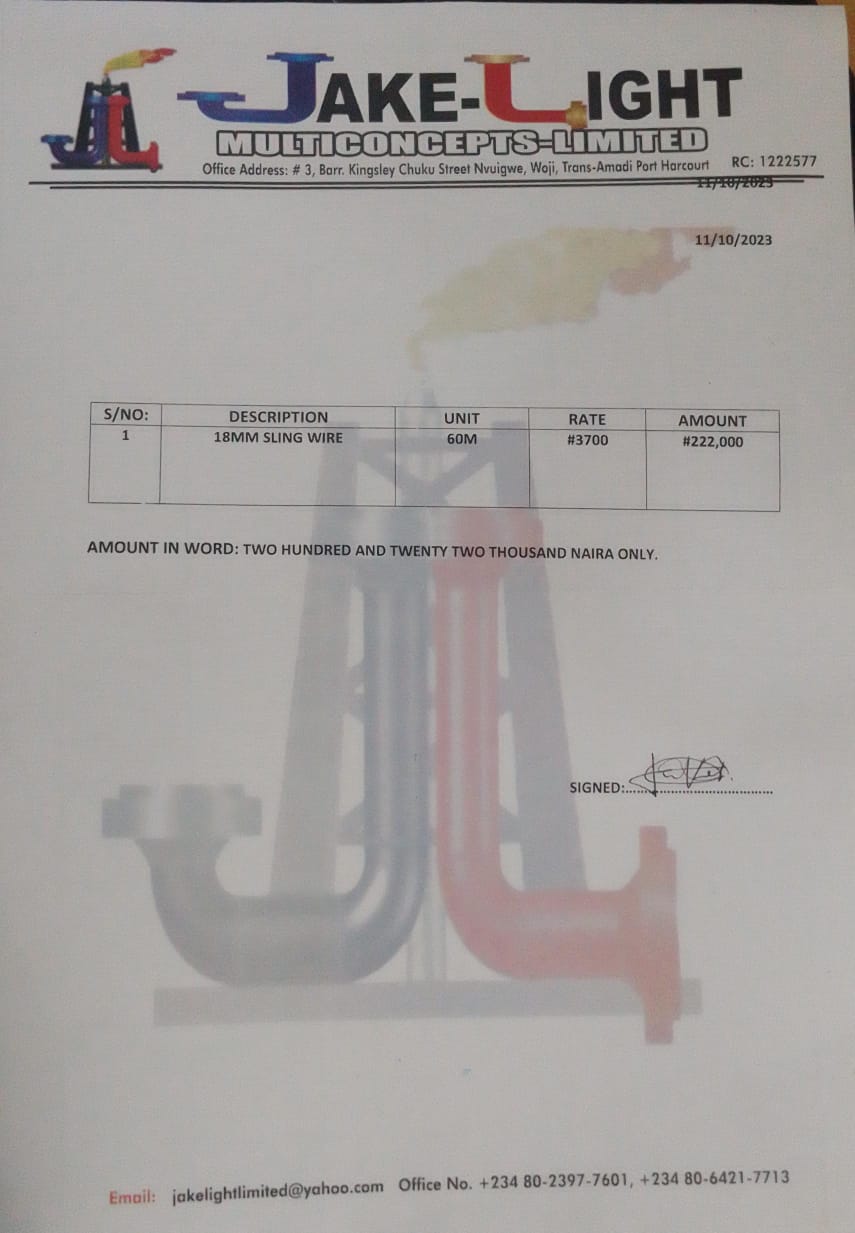 JAKE-LIGHT
MULTICONCEPTS-LIMITED
Office Address: # 3, Barr. Kingsley Chuku Street Nvuigwe, Woji, Trans-Amadi Port Harcourt RC: 1222577
11/10/2023
11/10/2023
S/NO: DESCRIPTION UNIT RATE AMOUNT
1 18MM SLING WIRE 60M #3700 #222,000
AMOUNT IN WORD: TWO HUNDRED AND TWENTY TWO THOUSAND NAIRA ONLY.
SIGNED:
Email: jakelightlimited@yahoo.com Office No. +234 80-2397-7601, +234 80-6421-7713